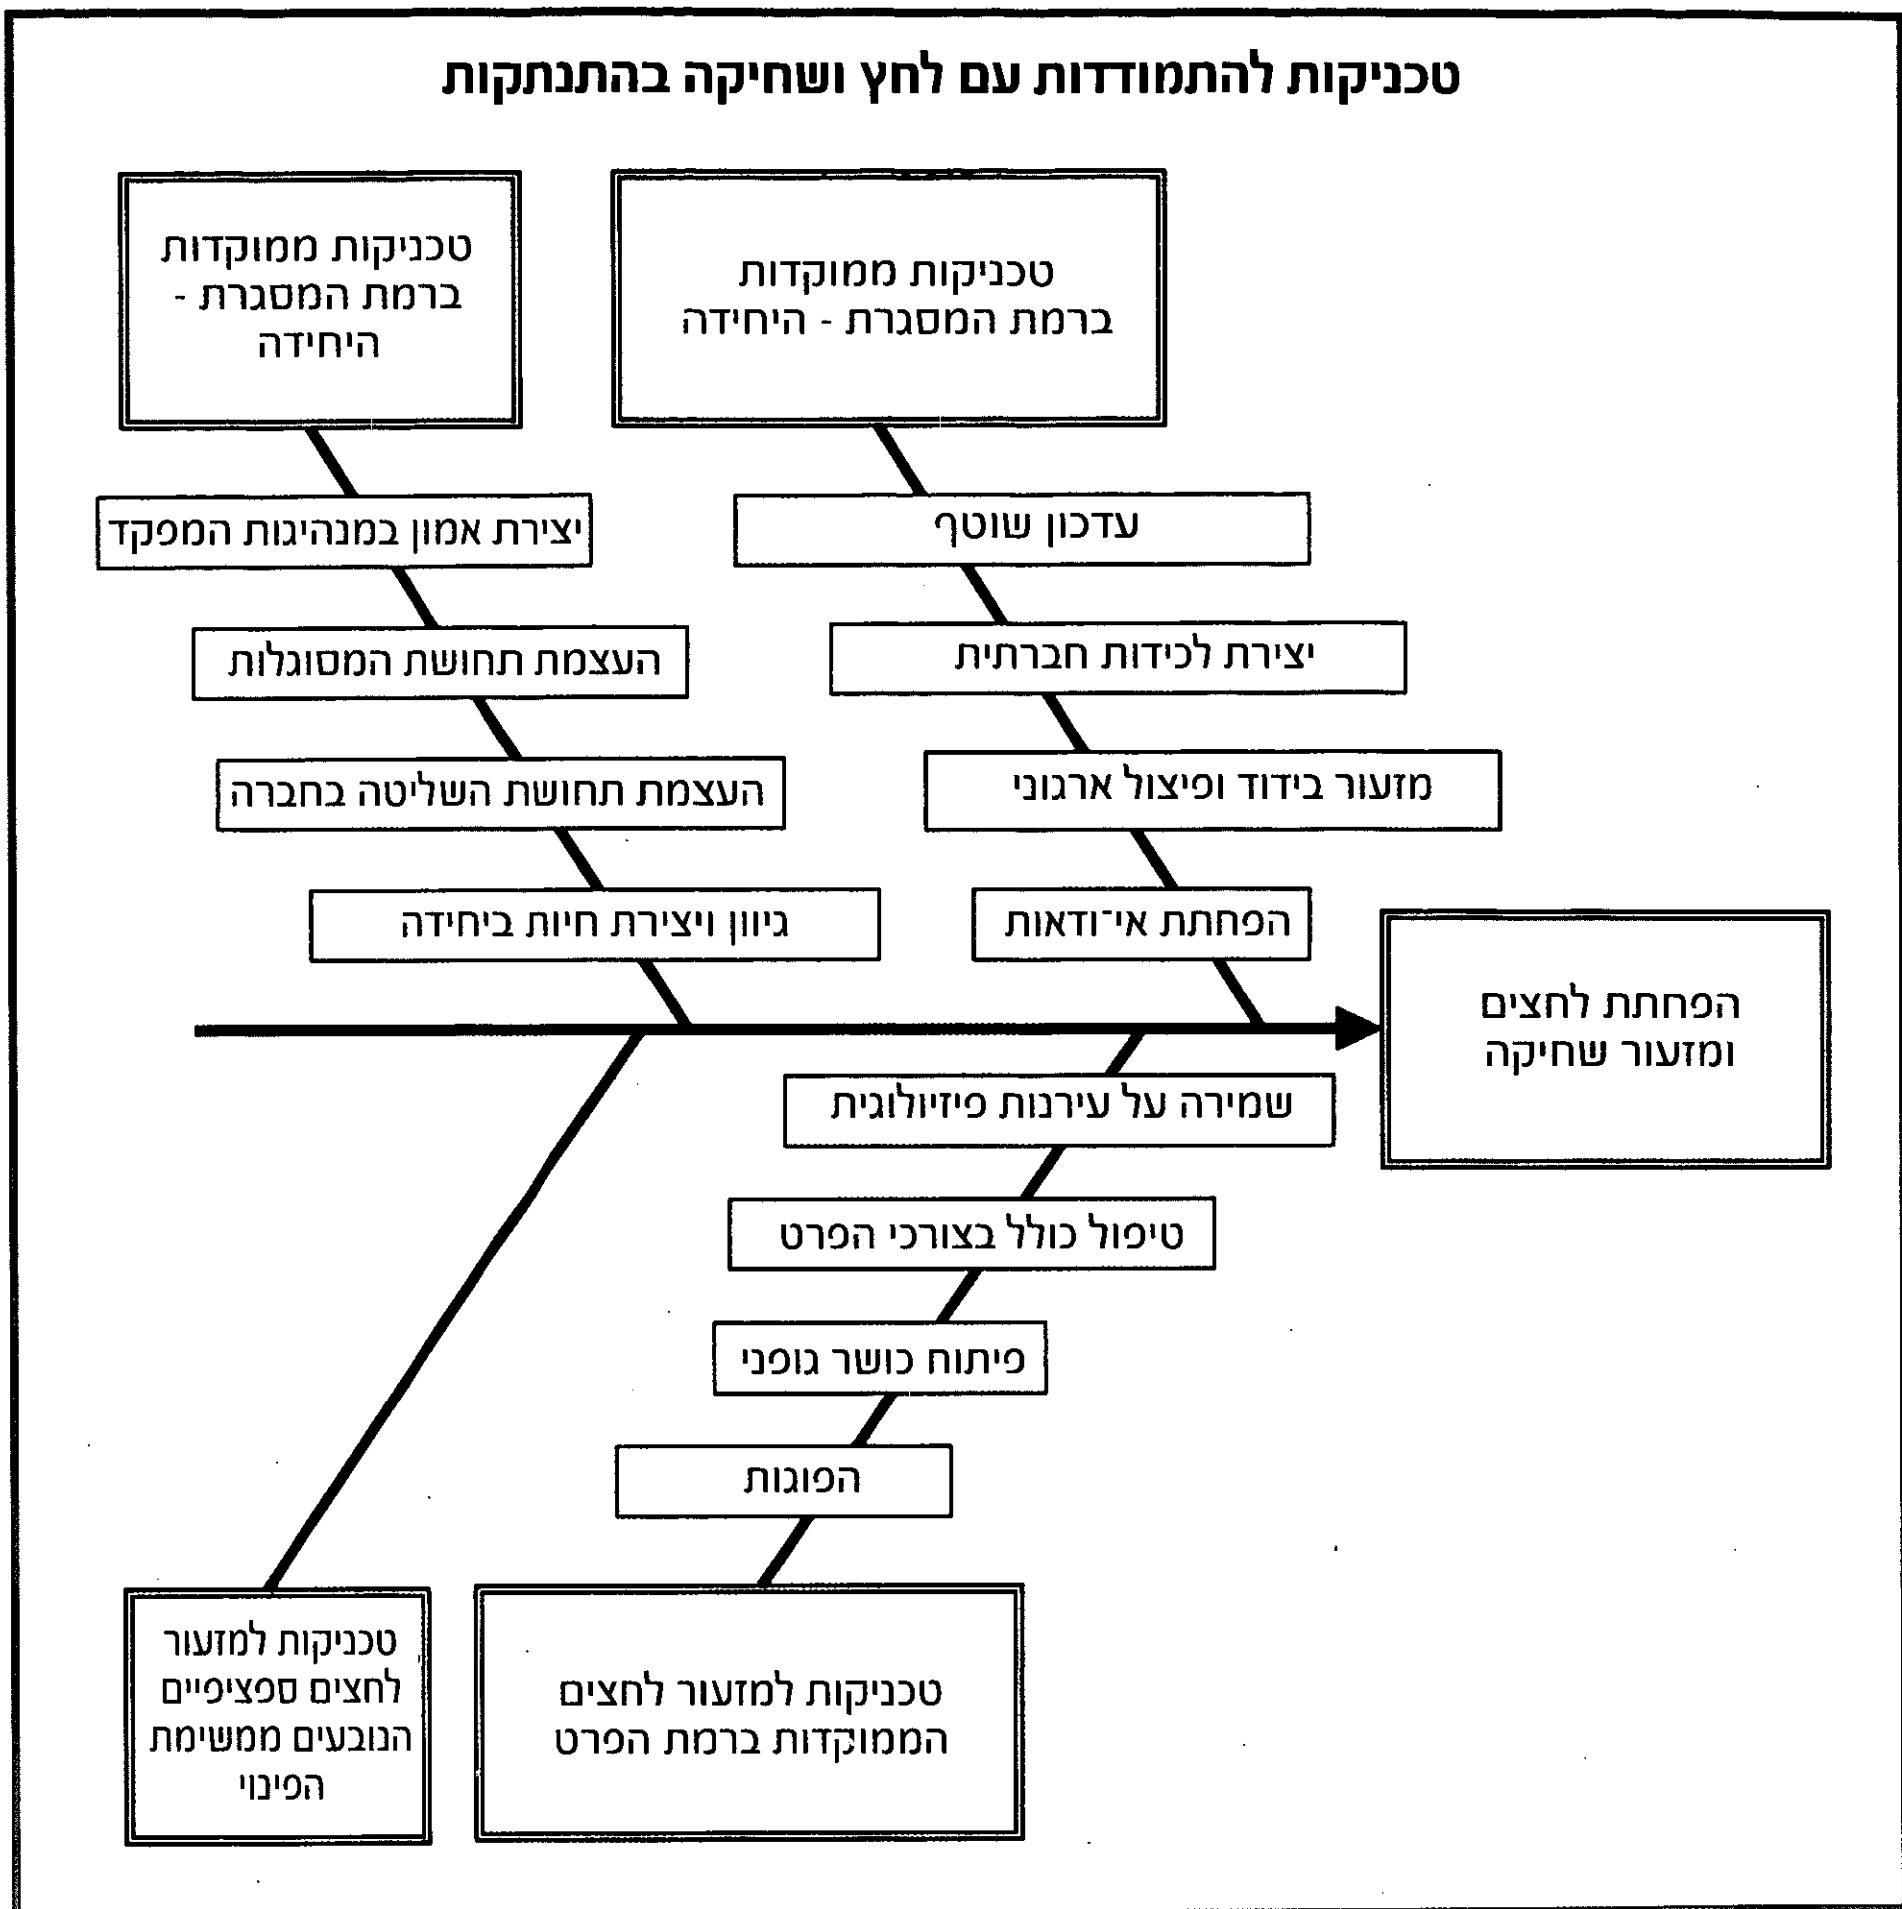 טכניקות להתמודדות עם לחץ ושחיקה בהתנתקות
טכניקות ממוקדות
ברמת המסגרת - היחידה
טכניקות ממוקדות
ברמת המסגרת -
היחידה
עדכון שוטף
יצירת אמון במנהיגות המפקד
יצירת לכידות חברתית
העצמת תחושת המסוגלות
מזעור בידוד ופיצול ארגוני
העצמת תחושת השליטה בחברה
הפחתת אי־ודאות
גיוון ויצירת חיות ביחידה
הפחתת לחצים
ומזעור שחיקה
שמירה על עירנות פיזיולוגית
טיפול כולל בצורכי הפרט
פיתוח כושר גופני
הפוגות
טכניקות למזעור לחצים
הממוקדות ברמת הפרט
טכניקות למזעור
לחצים ספציפיים
הנובעים ממשימת
הפינוי